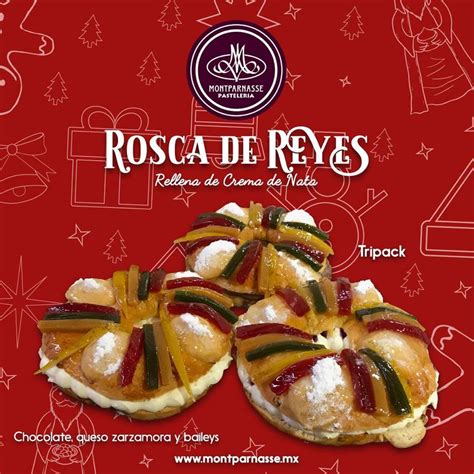 MONTPARNASSE
PASTELERIA
ROSCA DE REYES
Rellena de Crema de Nata
Tripack
Chocolate, queso zarzamora y baileys
www.montparnasse.mx